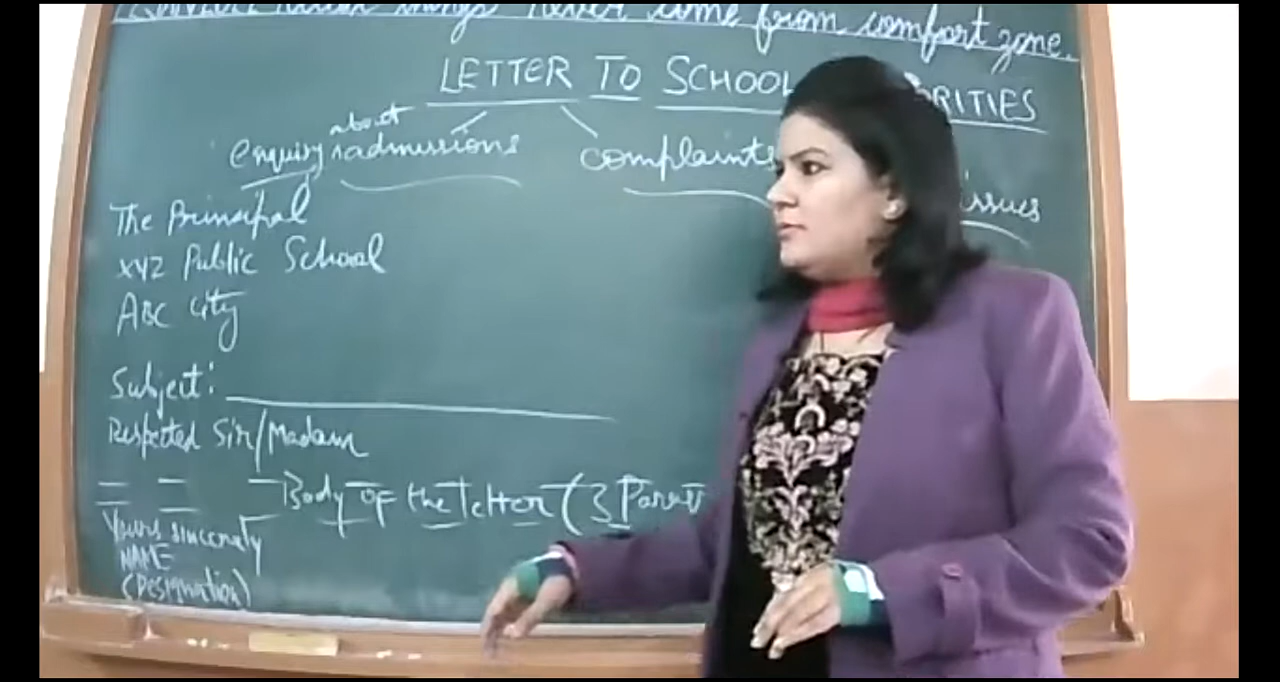 things never come from comfort zone.
LETTER TO SCHOOL RITIES
about
enquiry admissions complaints
issues
The Principal
XYZ Public School
ABC City
Subject:
Respected Sir/Madam
Body of the letter (3 Para
Yours sincerely
NAME
(DESIGNATION)